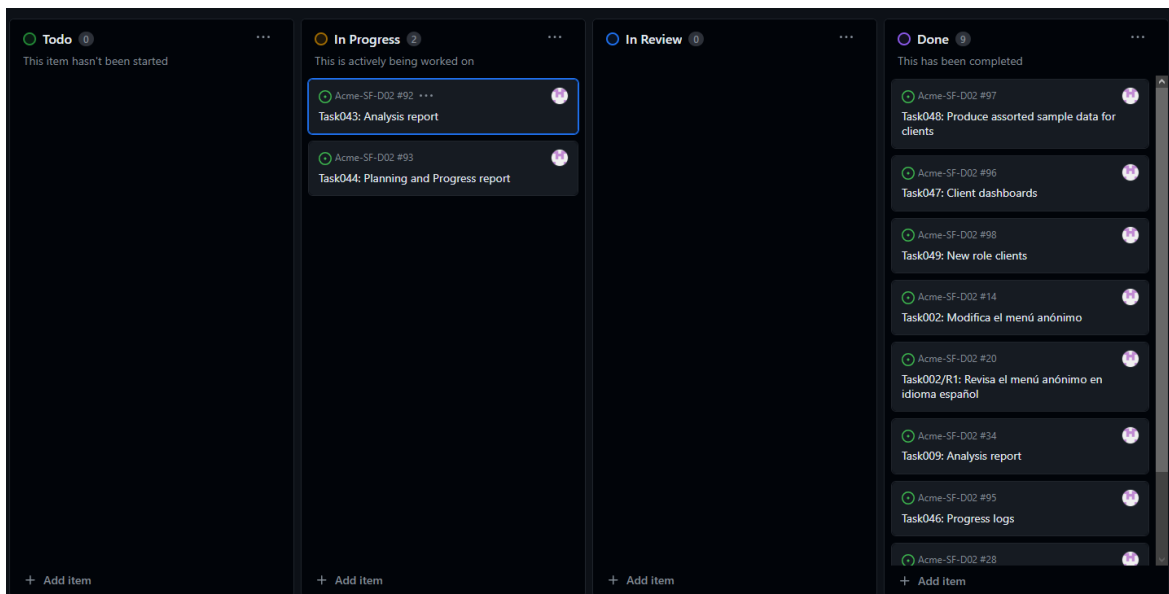 Todo 0 ...
This item hasn't been started
+ Add item
In Progress 2 ...
This is actively being worked on
Acme-SF-D02 #92 ...
Task043: Analysis report
Acme-SF-D02 #93
Task044: Planning and Progress report
+ Add item
In Review 0 ...
+ Add item
Done 9 ...
This has been completed
Acme-SF-D02 #97
Task048: Produce assorted sample data for
clients
Acme-SF-D02 #96
Task047: Client dashboards
Acme-SF-D02 #98
Task049: New role clients
Acme-SF-D02 #14
Task002: Modifica el menú anónimo
Acme-SF-D02 #20
Task002/R1: Revisa el menú anónimo en
idioma español
Acme-SF-D02 #34
Task009: Analysis report
Acme-SF-D02 #95
Task046: Progress logs
Acme-SF-D02 #28
+ Add item